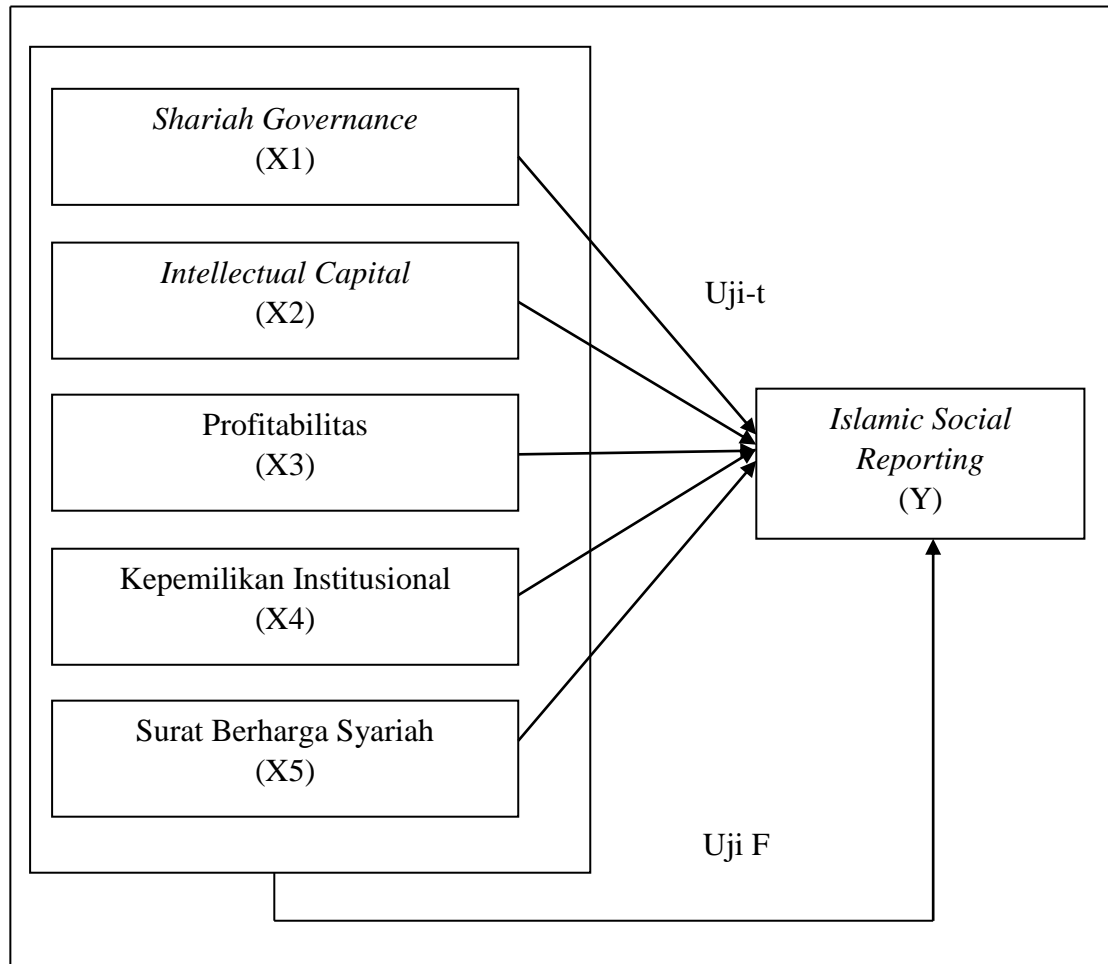 Shariah Governance
(X1)
Intellectual Capital
(X2)
Uji-t
Profitabilitas
(X3)
Islamic Social
Reporting
(Y)
Kepemilikan Institusional
(X4)
Surat Berharga Syariah
(X5)
Uji F